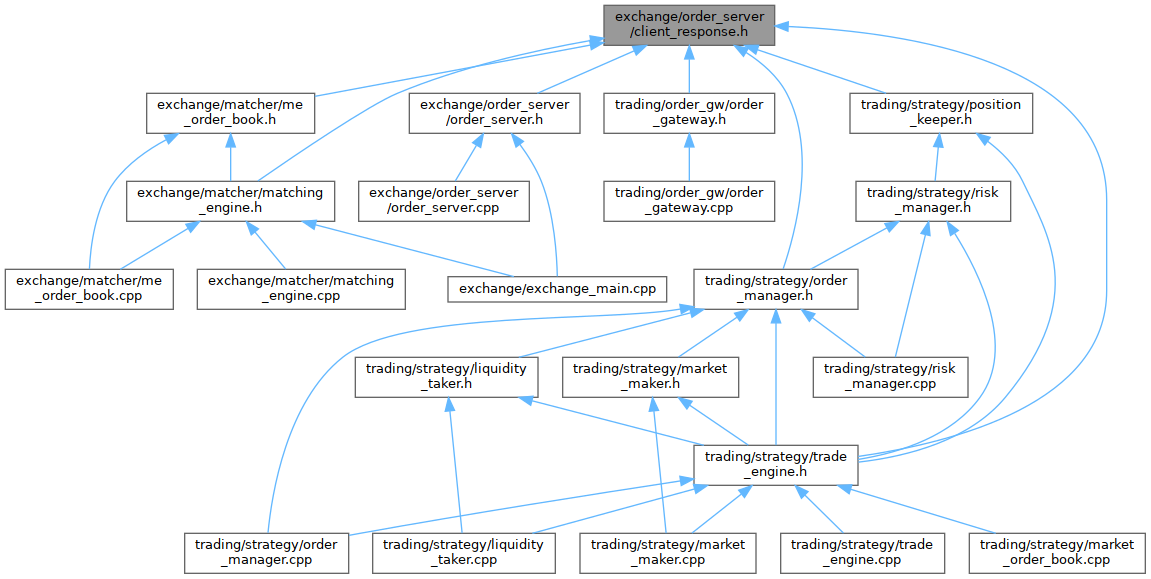 exchange/order_server
/client_response.h
exchange/matcher/me
_order_book.h
exchange/order_server
/order_server.h
trading/order_gw/order
_gateway.h
trading/strategy/position
_keeper.h
exchange/matcher/matching
_engine.h
exchange/order_server
/order_server.cpp
trading/order_gw/order
_gateway.cpp
trading/strategy/risk
_manager.h
exchange/matcher/me
_order_book.cpp
exchange/matcher/matching
_engine.cpp
exchange/exchange_main.cpp
trading/strategy/order
_manager.h
trading/strategy/liquidity
_taker.h
trading/strategy/market
_maker.h
trading/strategy/risk
_manager.cpp
trading/strategy/trade
_engine.h
trading/strategy/order
_manager.cpp
trading/strategy/liquidity
_taker.cpp
trading/strategy/market
_maker.cpp
trading/strategy/trade
_engine.cpp
trading/strategy/market
_order_book.cpp